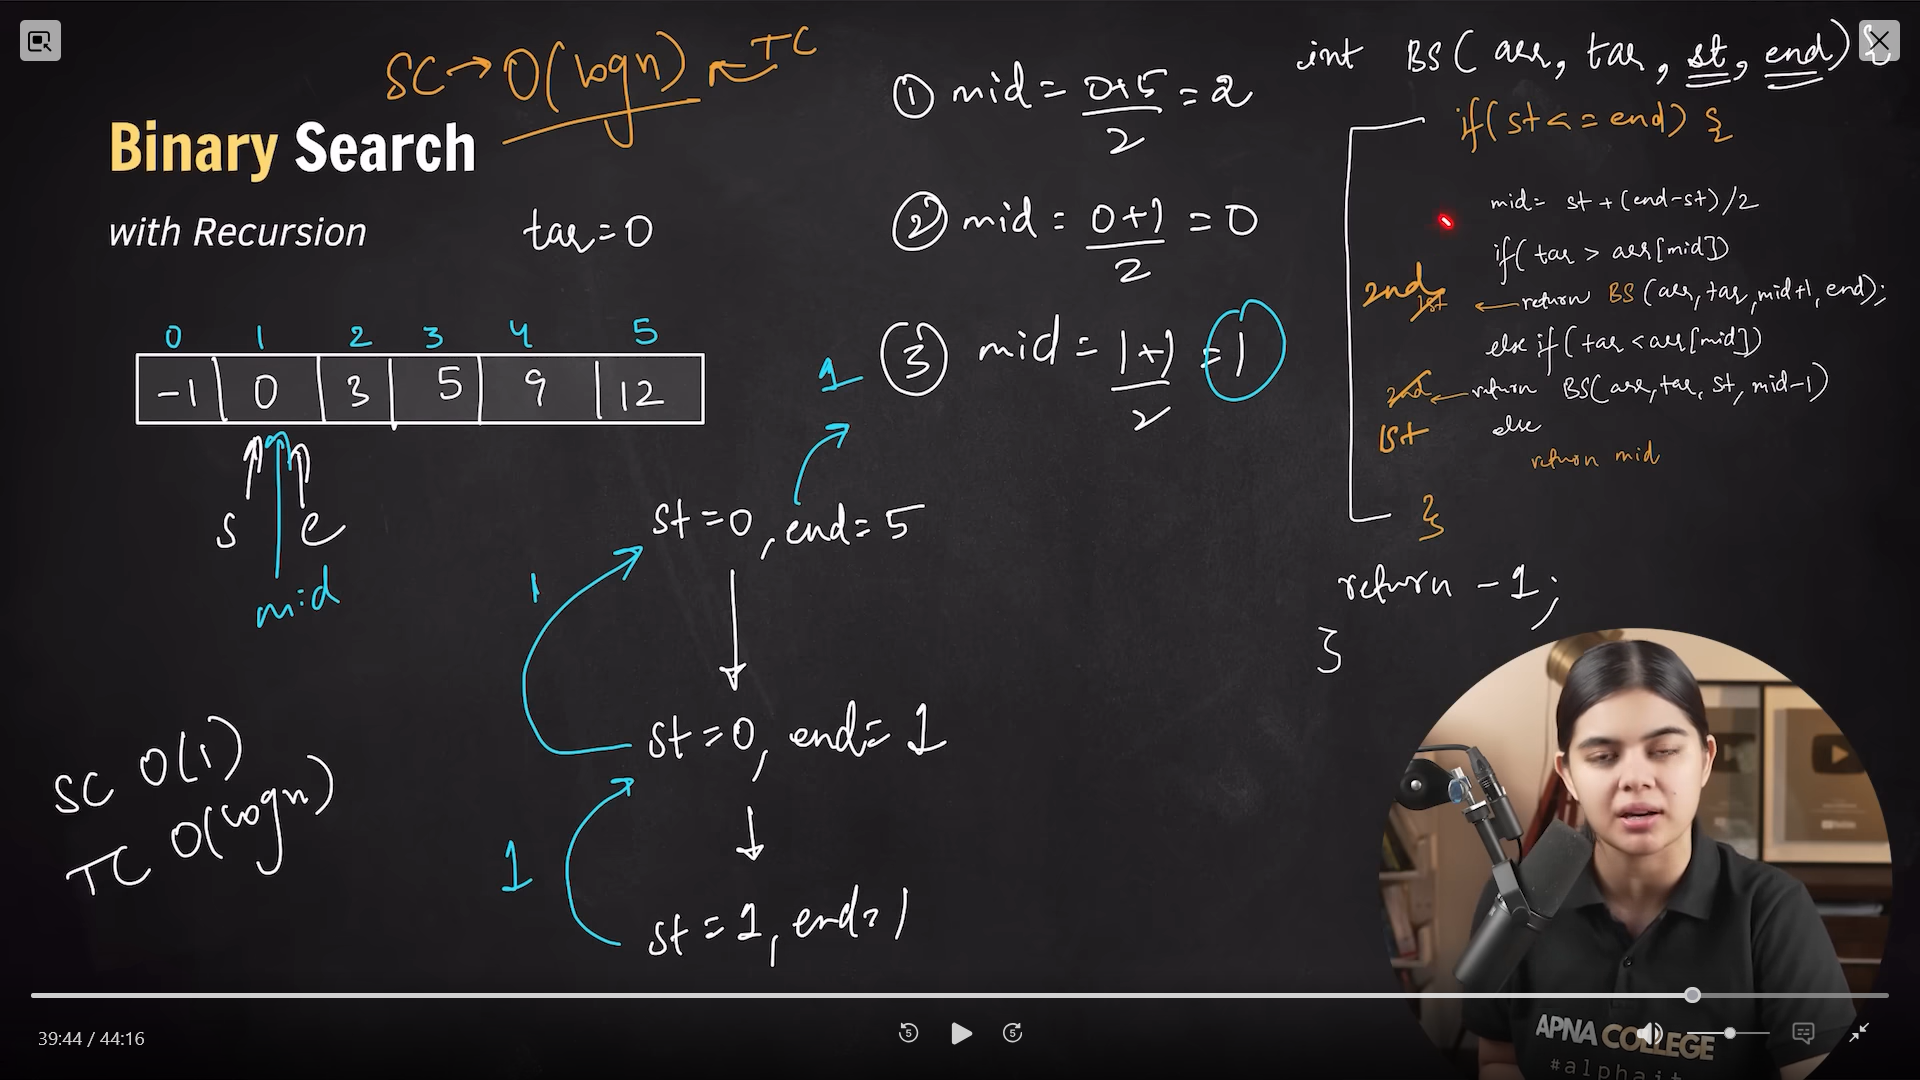 SC → O(logn) ← TC
Binary Search
with Recursion
tar = 0
0 1 2 3 4 5
-1 0 3 5 9 12
s e
mid
SC O(1)
TC O(logn)
① mid = 0+5 / 2 = 2
② mid = 0+1 / 2 = 0
③ mid = 1+1 / 2 = 1
1
st = 0, end = 5
1
st = 0, end = 1
1
st = 1, end = 1
int BS( arr, tar, st, end) {
if( st <= end) {
mid = st + (end-st)/2
if( tar > arr[mid])
2nd 1st ← return BS (arr, tar, mid+1, end);
else if( tar < arr[mid])
2nd ← return BS(arr, tar, st, mid-1)
1st
else
return mid
}
return -1;
}
39:44 / 44:16
5
5
APNA COLLEGE